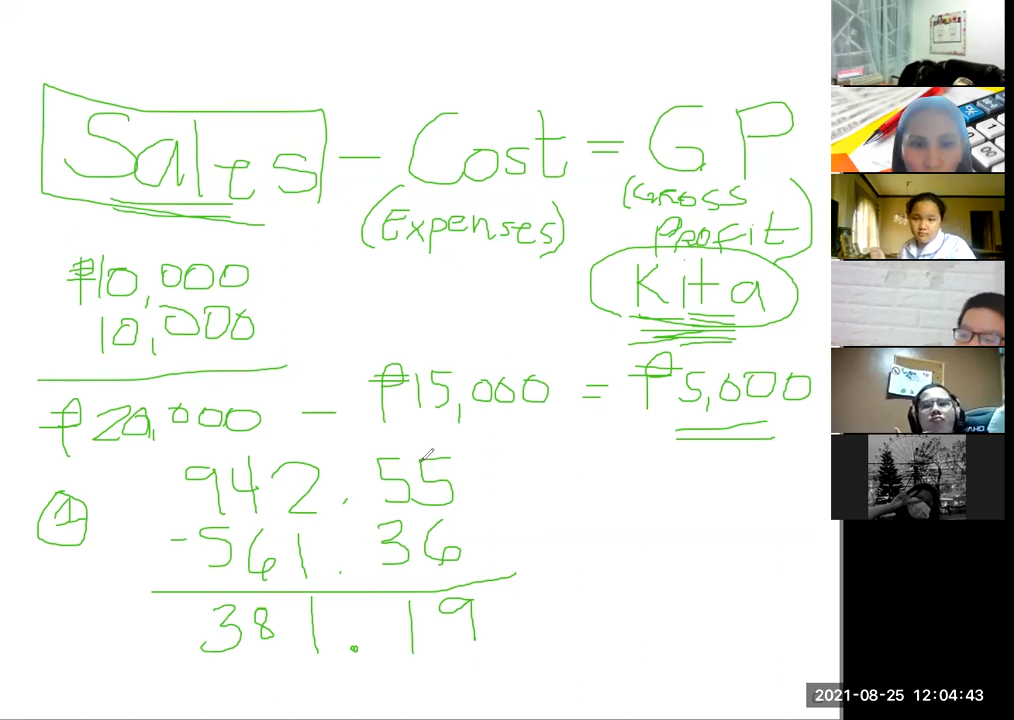 Sales - Cost = GP
(Expenses)
(Gross
Profit)
Kita
₱10,000
10,000
₱20,000 - ₱15,000 = ₱5,000
1
942.55
-561.36
381.19
2021-08-25 12:04:43